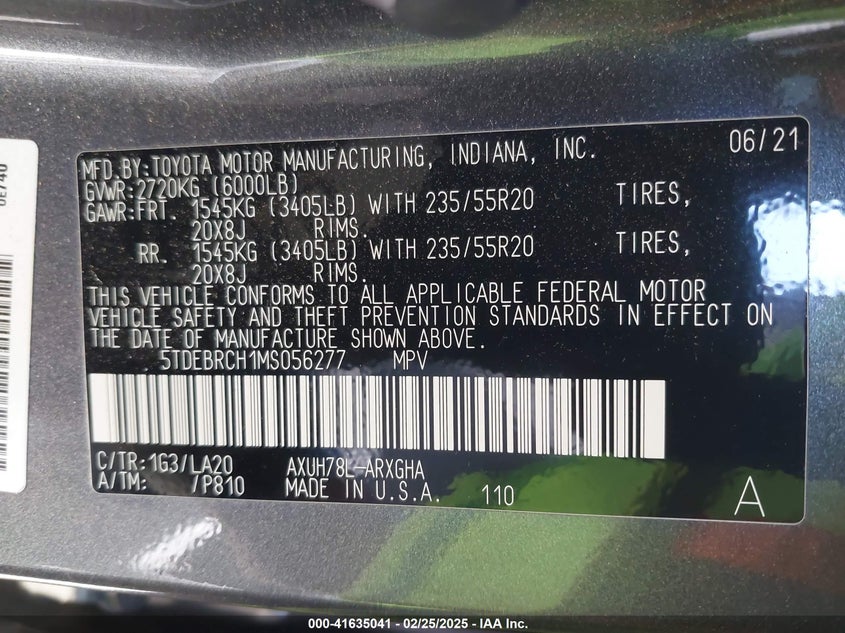 0E740
MFD.BY:TOYOTA MOTOR MANUFACTURING, INDIANA, INC. 06/21
GVWR:2720KG (6000LB)
GAWR:FRT. 1545KG (3405LB) WITH 235/55R20 TIRES,
20X8J RIMS.
RR. 1545KG (3405LB) WITH 235/55R20 TIRES,
20X8J RIMS.
THIS VEHICLE CONFORMS TO ALL APPLICABLE FEDERAL MOTOR
VEHICLE SAFETY AND THEFT PREVENTION STANDARDS IN EFFECT ON
THE DATE OF MANUFACTURE SHOWN ABOVE.
5TDEBRCH1MS056277 MPV
C/TR:1G3/LA20 AXUH78L-ARXGHA
A/TM: /P810 MADE IN U.S.A. 110 A
000-41635041 - 02/25/2025 - IAA Inc.